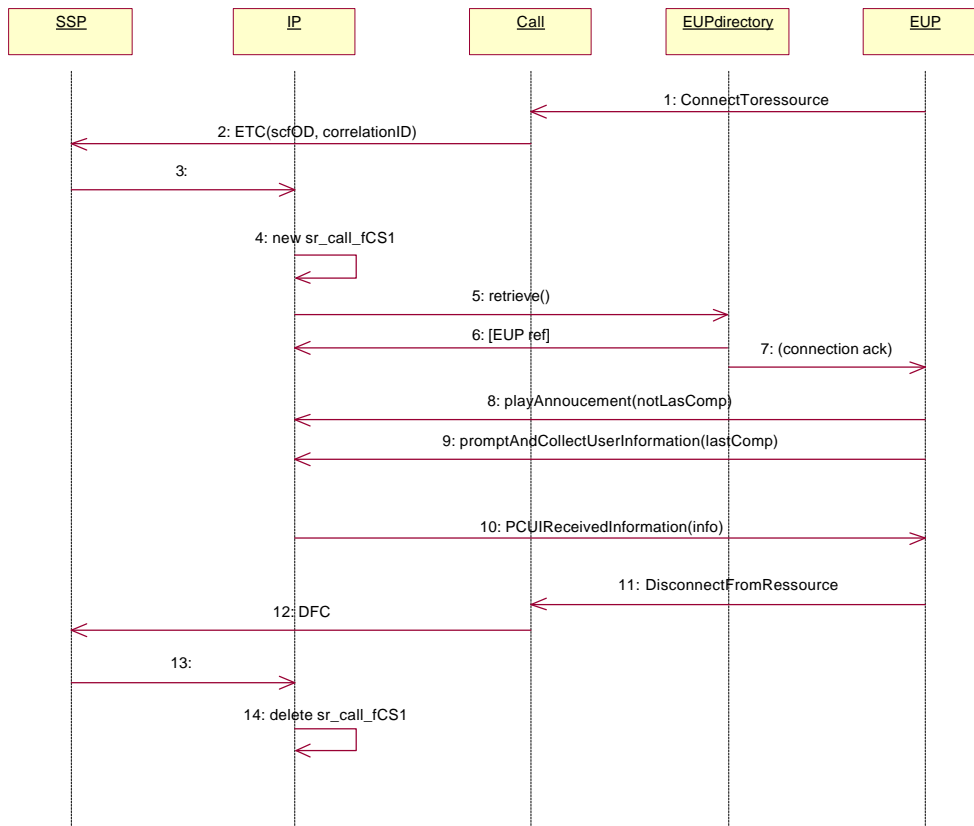 SSP
IP
Call
EUPdirectory
EUP
1: ConnectToressource
2: ETC(scfOD, correlationID)
3:
4: new sr_call_fCS1
5: retrieve()
6: [EUP ref]
7: (connection ack)
8: playAnnoucement(notLasComp)
9: promptAndCollectUserInformation(lastComp)
10: PCUIReceivedInformation(info)
11: DisconnectFromRessource
12: DFC
13:
14: delete sr_call_fCS1